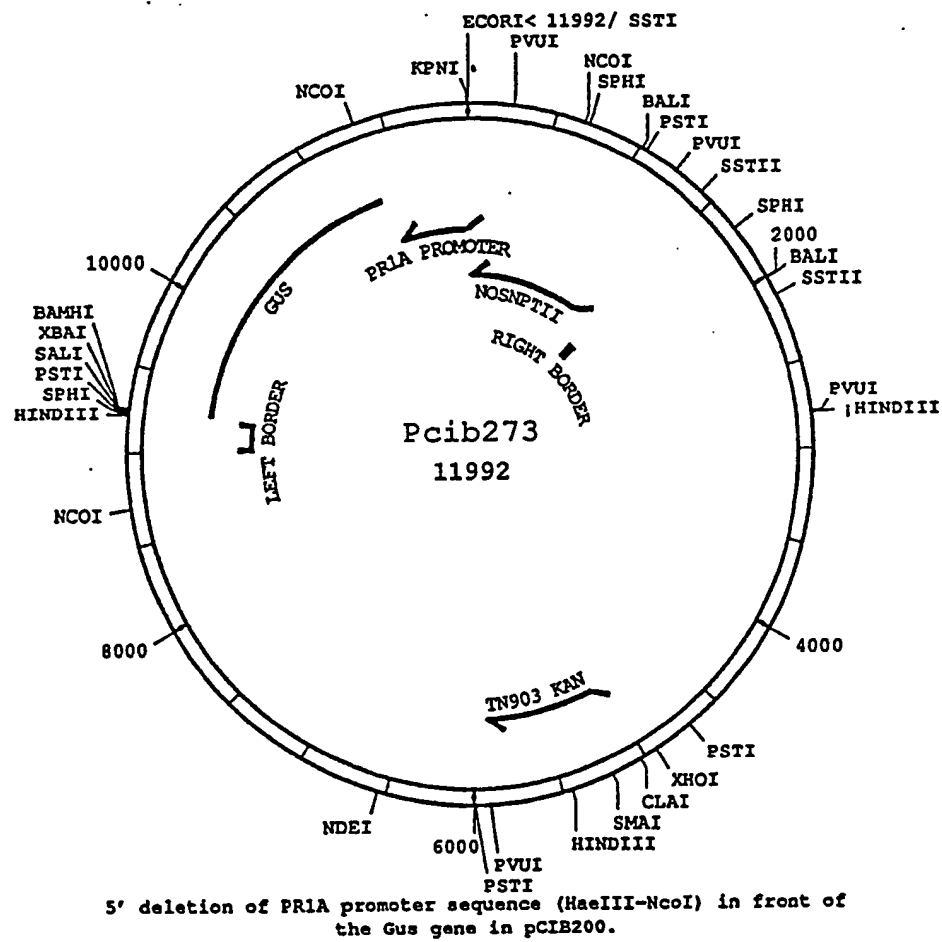 ECORI< 11992/ SSTI
PVUI
KPNI
NCOI
SPHI
NCOI
BALI
PSTI
PVUI
SSTII
SPHI
2000
BALI
SSTII
10000
PR1A PROMOTER
GUS
NOSNPTII
RIGHT BORDER
BAMHI
XBAI
SALI
PSTI
SPHI
HINDIII
LEFT BORDER
PVUI
¡HINDIII
Pcib273
11992
NCOI
8000
4000
TN903 KAN
PSTI
XHOI
CLAI
SMAI
HINDIII
NDEI
6000
PVUI
PSTI
5' deletion of PR1A promoter sequence (HaeIII-NcoI) in front of
the Gus gene in pCIB200.